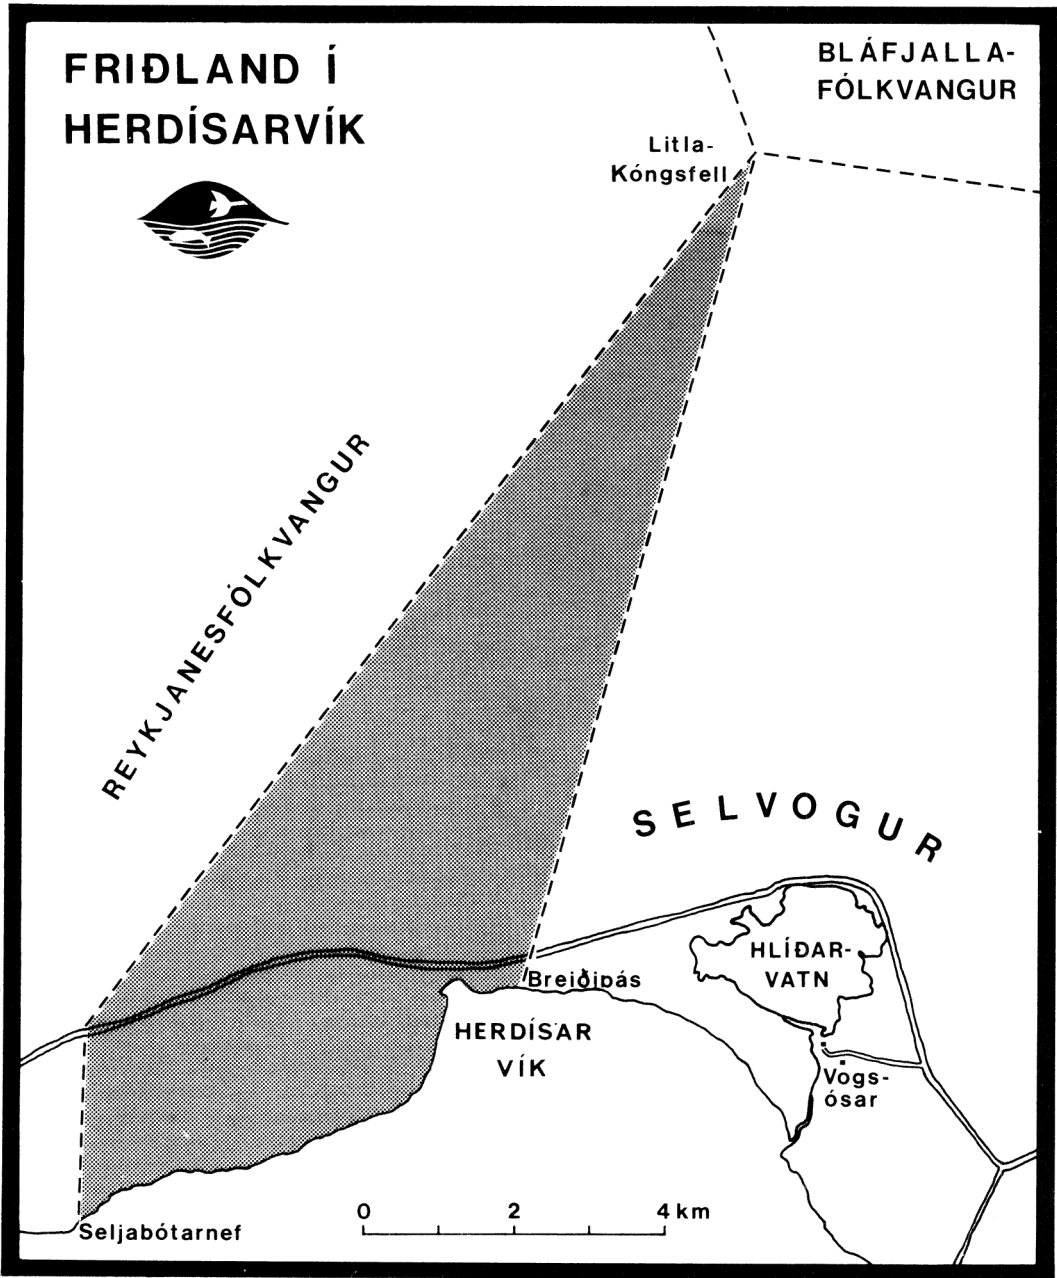 FRIÐLAND Í
HERDÍSARVÍK
BLÁFJALLA-
FÓLKVANGUR
Litla-
Kóngsfell
REYKJANESFÓLKVANGUR
SELVOGUR
HLÍÐAR-
VATN
Breiðipás
HERDÍSAR
VÍK
Vogs-
ósar
Seljabótarnef
0 2 4 km